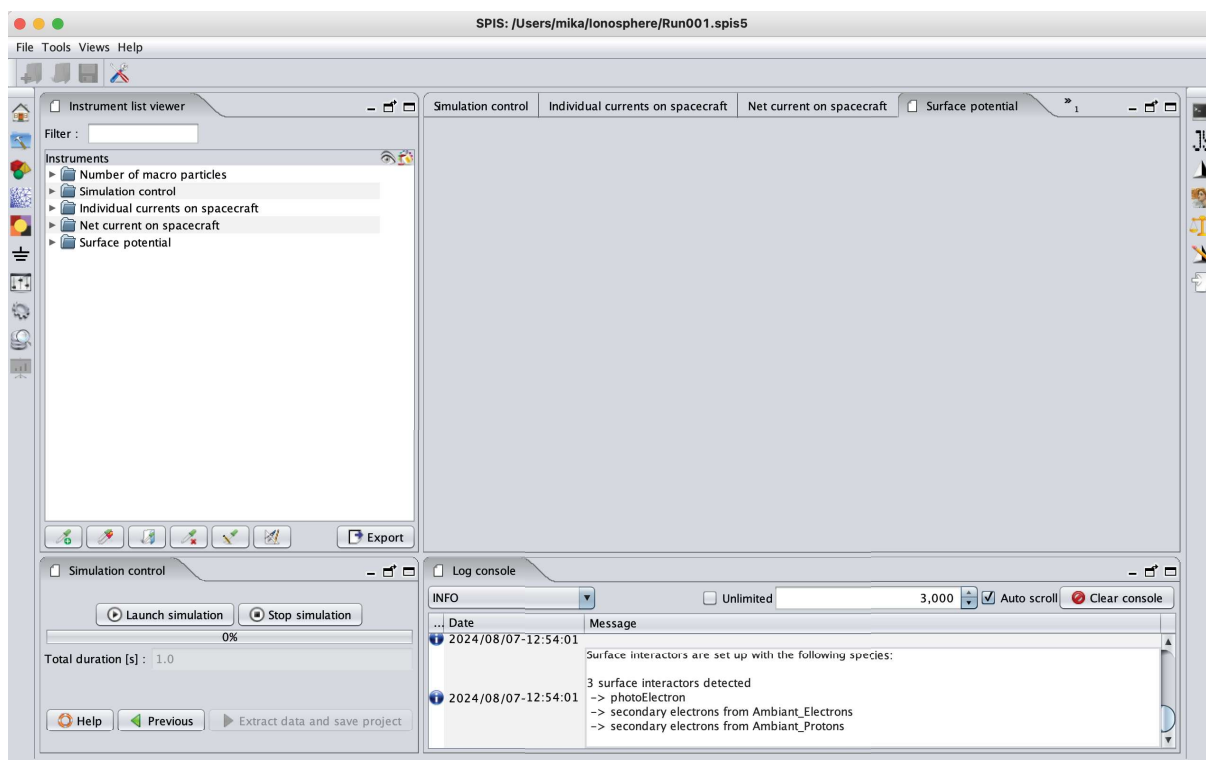 SPIS: /Users/mika/Ionosphere/Run001.spis5
File Tools Views Help
Instrument list viewer
Filter :
Instruments
Number of macro particles
Simulation control
Individual currents on spacecraft
Net current on spacecraft
Surface potential
Export
Simulation control Individual currents on spacecraft Net current on spacecraft Surface potential » 1
Simulation control
Launch simulation Stop simulation
0%
Total duration [s] : 1.0
Help Previous Extract data and save project
Log console
INFO Unlimited 3,000 Auto scroll Clear console
... Date Message
2024/08/07-12:54:01
Surface interactors are set up with the following species:
3 surface interactors detected
2024/08/07-12:54:01 -> photoElectron
-> secondary electrons from Ambiant_Electrons
-> secondary electrons from Ambiant_Protons